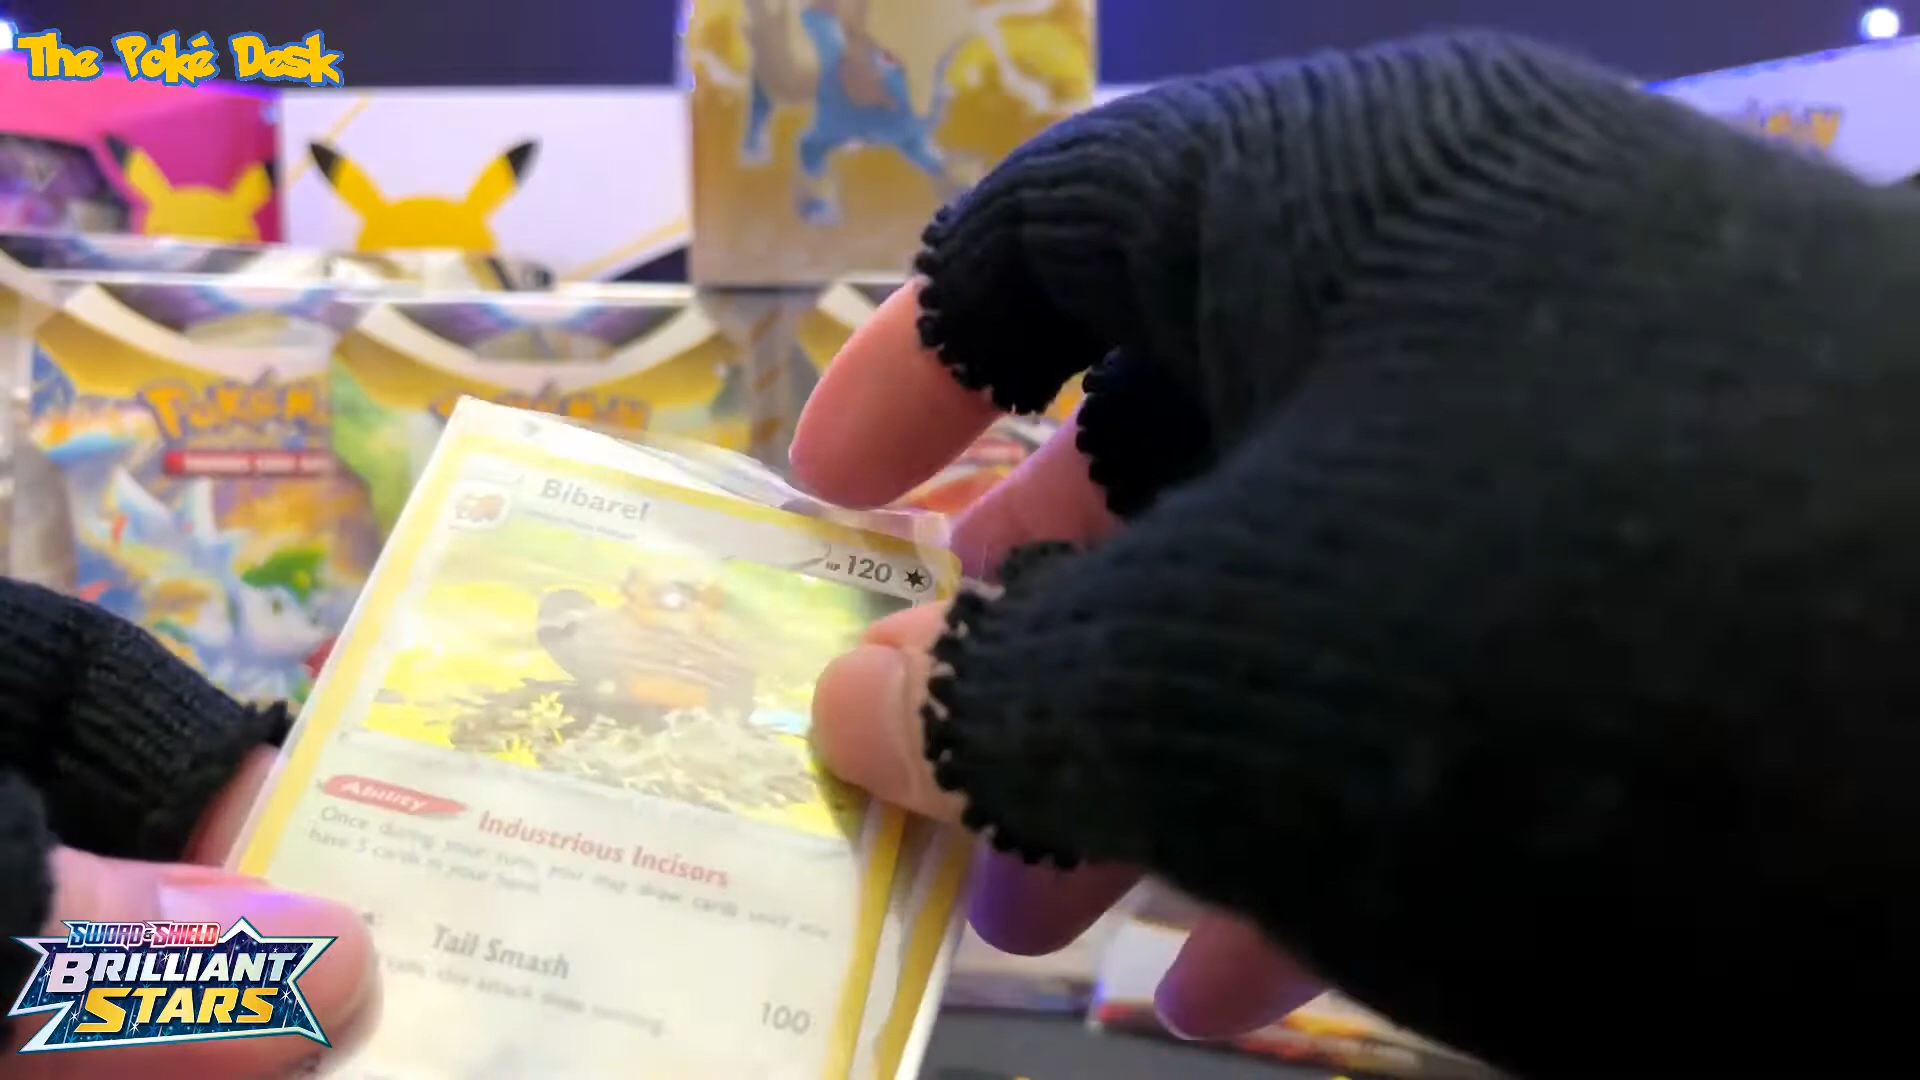 The Poké Desk
Pokém
Bibarel
HP 120
Ability Industrious Incisors
Once during your turn, you may draw cards until you
have 5 cards in your hand.
Tail Smash
100
SWORD & SHIELD
BRILLIANT
STARS